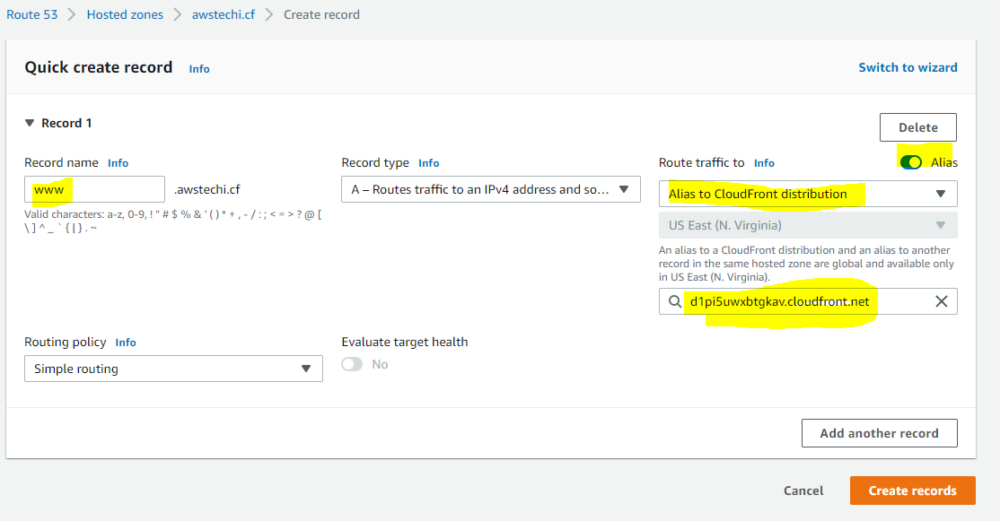 Route 53 > Hosted zones > awstechi.cf > Create record
Quick create record Info
Switch to wizard
Record 1
Delete
Record name Info
www .awstechi.cf
Valid characters: a-z, 0-9, ! " # $ % & ' ( ) * + , - / : ; < = > ? @ [
\ ] ^ _ ` { | } . ~
Record type Info
A – Routes traffic to an IPv4 address and so...
Route traffic to Info
Alias
Alias to CloudFront distribution
US East (N. Virginia)
An alias to a CloudFront distribution and an alias to another
record in the same hosted zone are global and available only
in US East (N. Virginia).
d1pi5uwxbtgkav.cloudfront.net
Routing policy Info
Simple routing
Evaluate target health
No
Add another record
Cancel
Create records